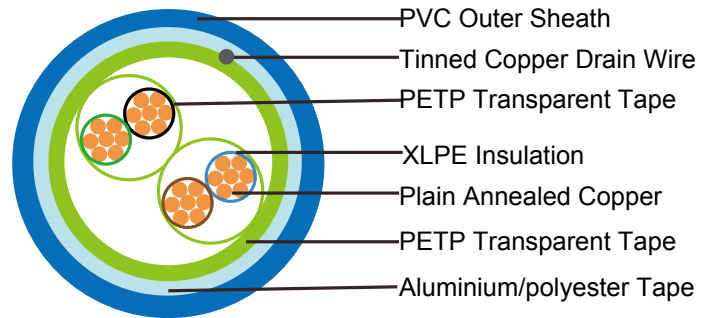 PVC Outer Sheath
Tinned Copper Drain Wire
PETP Transparent Tape
XLPE Insulation
Plain Annealed Copper
PETP Transparent Tape
Aluminium/polyester Tape